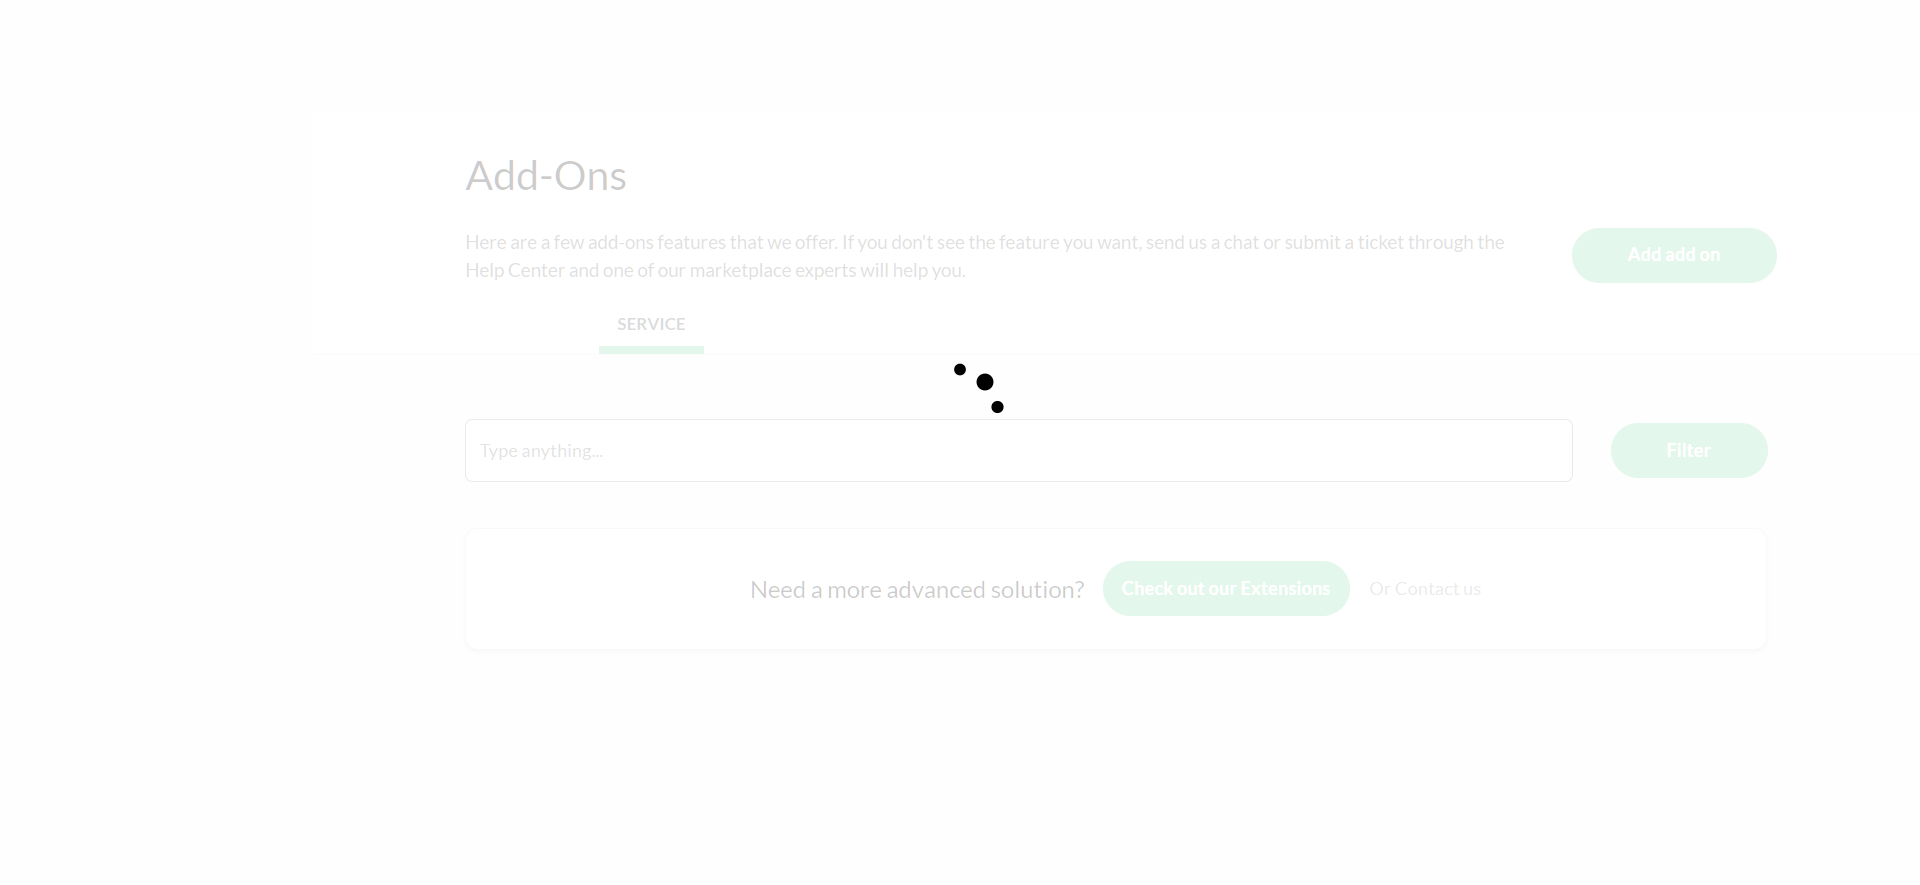 Add-Ons
Here are a few add-ons features that we offer. If you don't see the feature you want, send us a chat or submit a ticket through the
Help Center and one of our marketplace experts will help you.
Add add on
SERVICE
Type anything...
Filter
Need a more advanced solution?
Check out our Extensions
Or Contact us